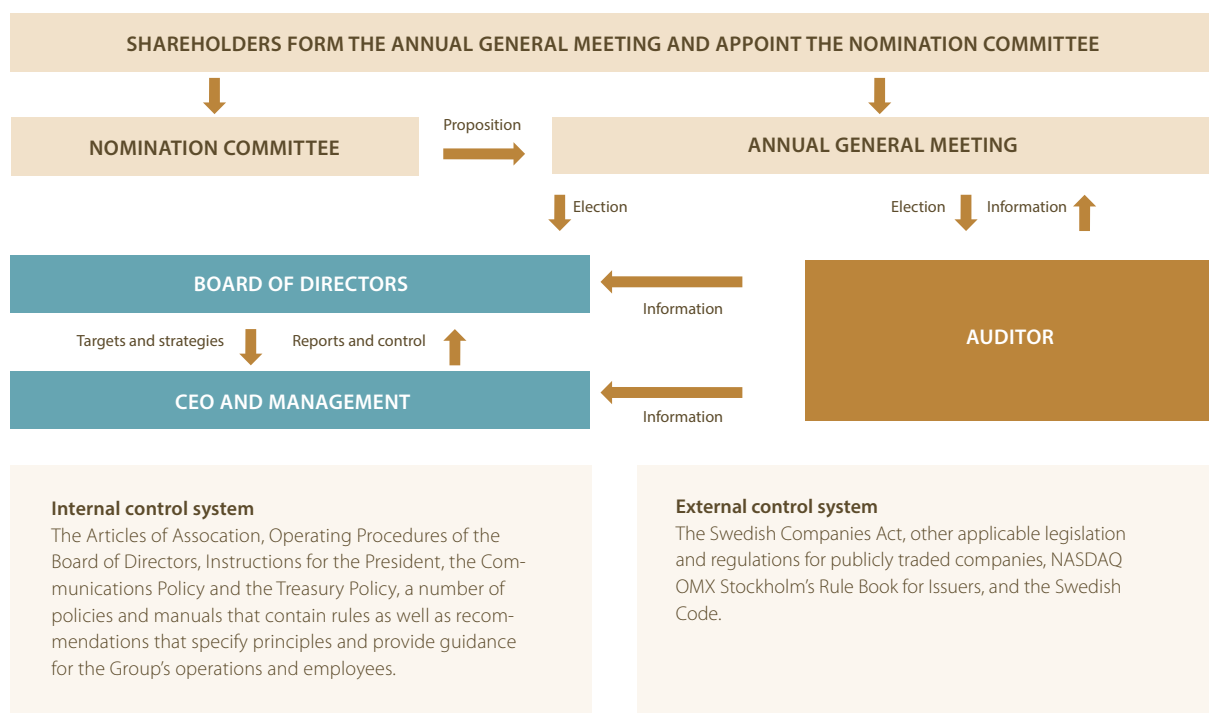 SHAREHOLDERS FORM THE ANNUAL GENERAL MEETING AND APPOINT THE NOMINATION COMMITTEE
NOMINATION COMMITTEE
Proposition
ANNUAL GENERAL MEETING
Election
Election
Information
BOARD OF DIRECTORS
Information
AUDITOR
Targets and strategies
Reports and control
CEO AND MANAGEMENT
Information
Internal control system
The Articles of Assocation, Operating Procedures of the
Board of Directors, Instructions for the President, the Com-
munications Policy and the Treasury Policy, a number of
policies and manuals that contain rules as well as recom-
mendations that specify principles and provide guidance
for the Group's operations and employees.
External control system
The Swedish Companies Act, other applicable legislation
and regulations for publicly traded companies, NASDAQ
OMX Stockholm's Rule Book for Issuers, and the Swedish
Code.